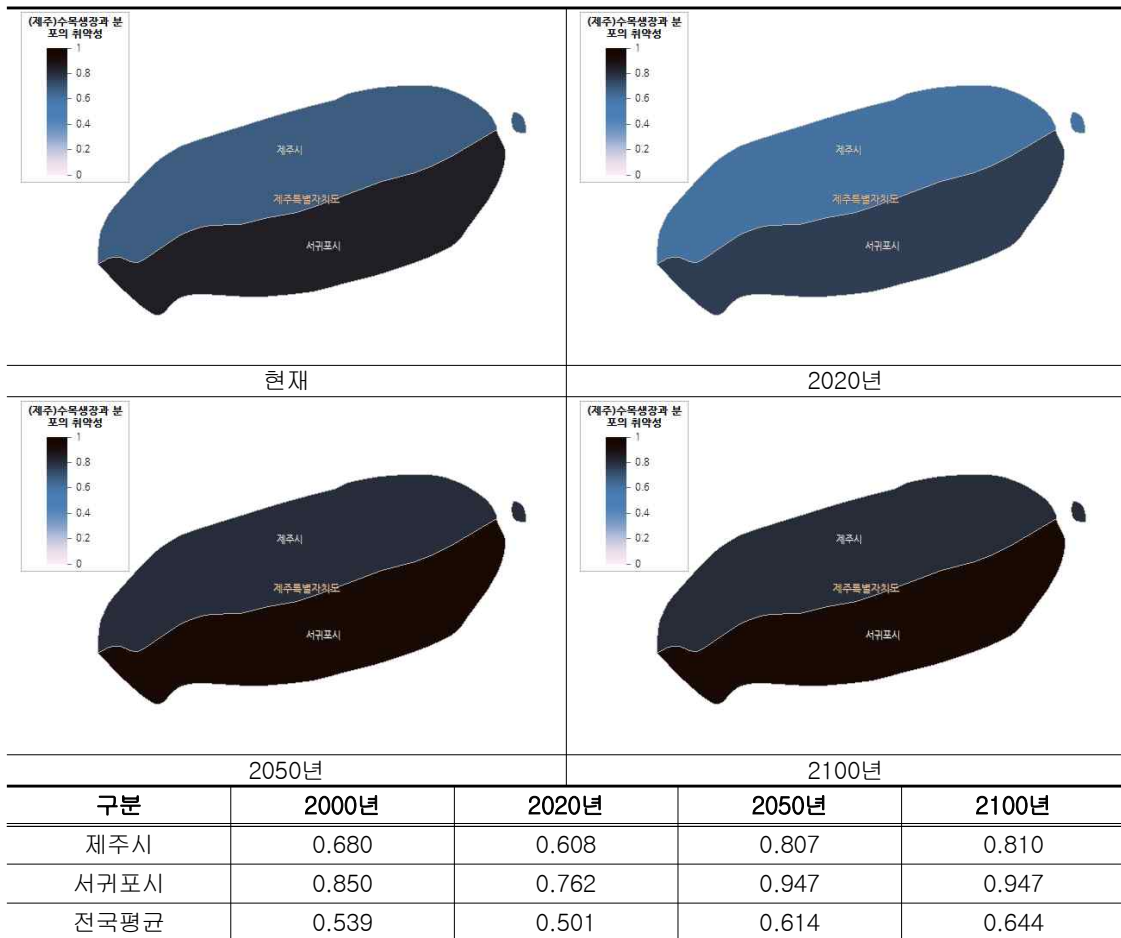 (제주)수목생장과 분
포의 취약성
1
0.8
0.6
0.4
0.2
0
제주시
제주특별자치도
서귀포시
(제주)수목생장과 분
포의 취약성
1
0.8
0.6
0.4
0.2
0
제주시
제주특별자치도
서귀포시
현재 2020년
(제주)수목생장과 분
포의 취약성
1
0.8
0.6
0.4
0.2
0
제주시
제주특별자치도
서귀포시
(제주)수목생장과 분
포의 취약성
1
0.8
0.6
0.4
0.2
0
제주시
제주특별자치도
서귀포시
2050년 2100년
구분 2000년 2020년 2050년 2100년
제주시 0.680 0.608 0.807 0.810
서귀포시 0.850 0.762 0.947 0.947
전국평균 0.539 0.501 0.614 0.644